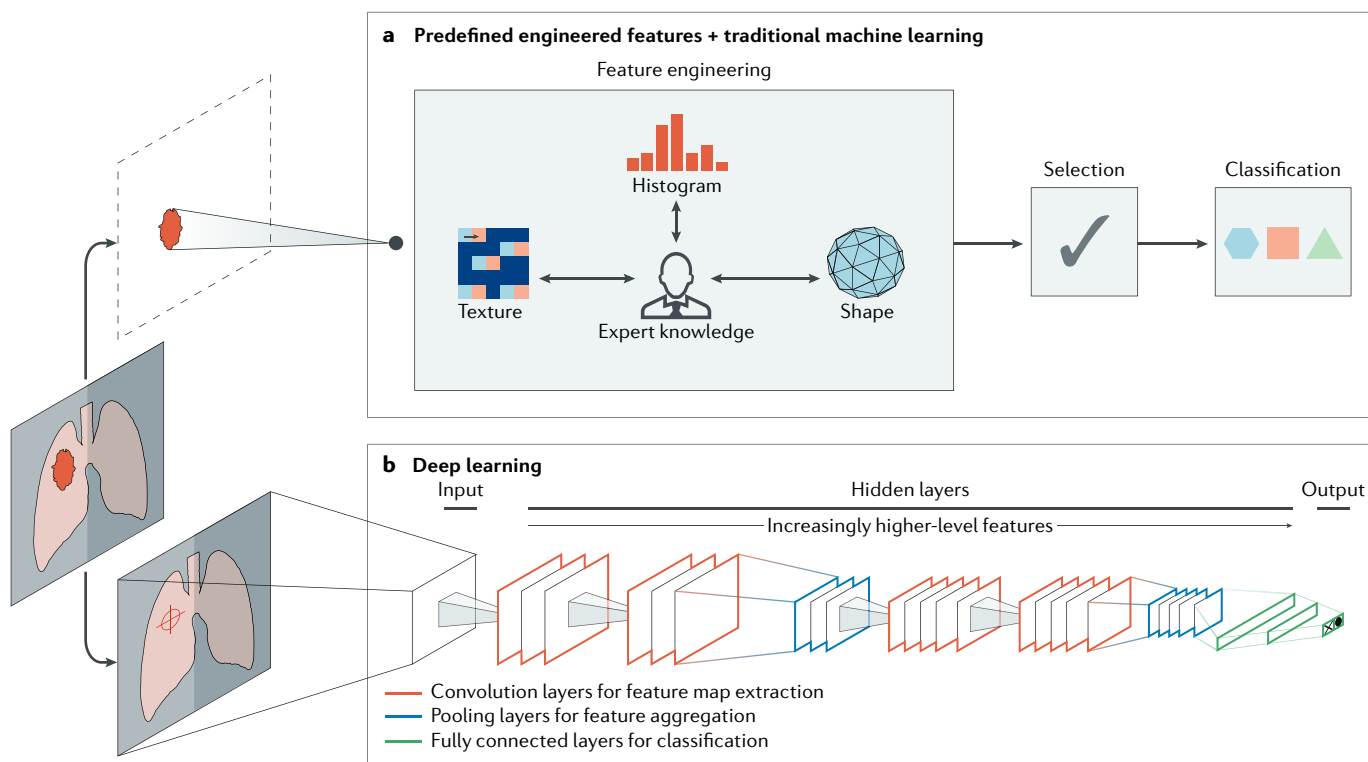 a Predefined engineered features + traditional machine learning
Feature engineering
Histogram
Texture
Expert knowledge
Shape
Selection
Classification
b Deep learning
Input
Hidden layers
Output
Increasingly higher-level features
Convolution layers for feature map extraction
Pooling layers for feature aggregation
Fully connected layers for classification